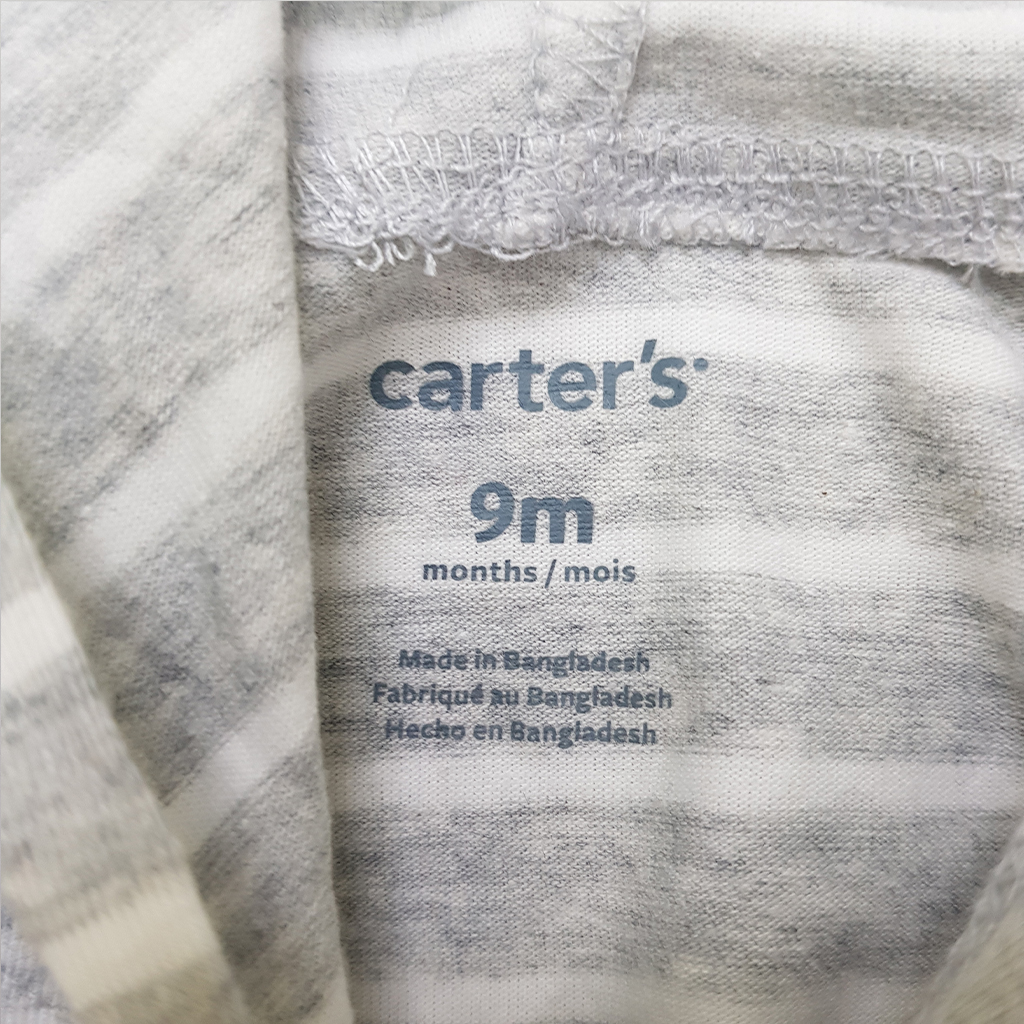 carter's
9m
months / mois
Made in Bangladesh
Fabriqué au Bangladesh
Hecho en Bangladesh